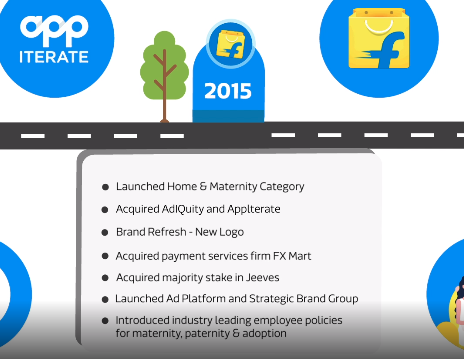 app
ITERATE
2015
Launched Home & Maternity Category
Acquired AdIQuity and AppIterate
Brand Refresh - New Logo
Acquired payment services firm FX Mart
Acquired majority stake in Jeeves
Launched Ad Platform and Strategic Brand Group
Introduced industry leading employee policies
for maternity, paternity & adoption